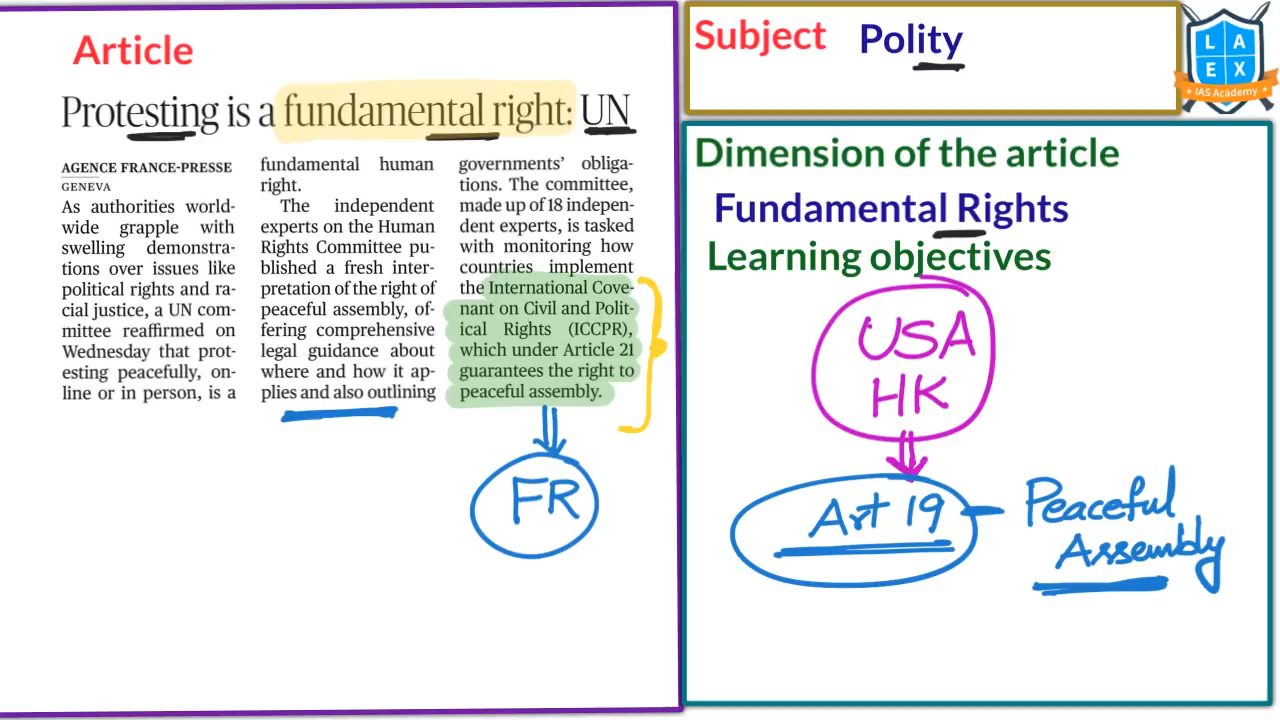 Article
Protesting is a fundamental right: UN
AGENCE FRANCE-PRESSE
GENEVA
As authorities world-
wide grapple with
swelling demonstra-
tions over issues like
political rights and ra-
cial justice, a UN com-
mittee reaffirmed on
Wednesday that prot-
esting peacefully, on-
line or in person, is a
fundamental human
right.
The independent
experts on the Human
Rights Committee pu-
blished a fresh inter-
pretation of the right of
peaceful assembly, of-
fering comprehensive
legal guidance about
where and how it ap-
plies and also outlining
governments' obliga-
tions. The committee,
made up of 18 indepen-
dent experts, is tasked
with monitoring how
countries implement
the International Cove-
nant on Civil and Polit-
ical Rights (ICCPR),
which under Article 21
guarantees the right to
peaceful assembly.
FR
Subject Polity
L A
E X
IAS Academy
Dimension of the article
Fundamental Rights
Learning objectives
USA
HK
Art 19 - Peaceful
Assembly